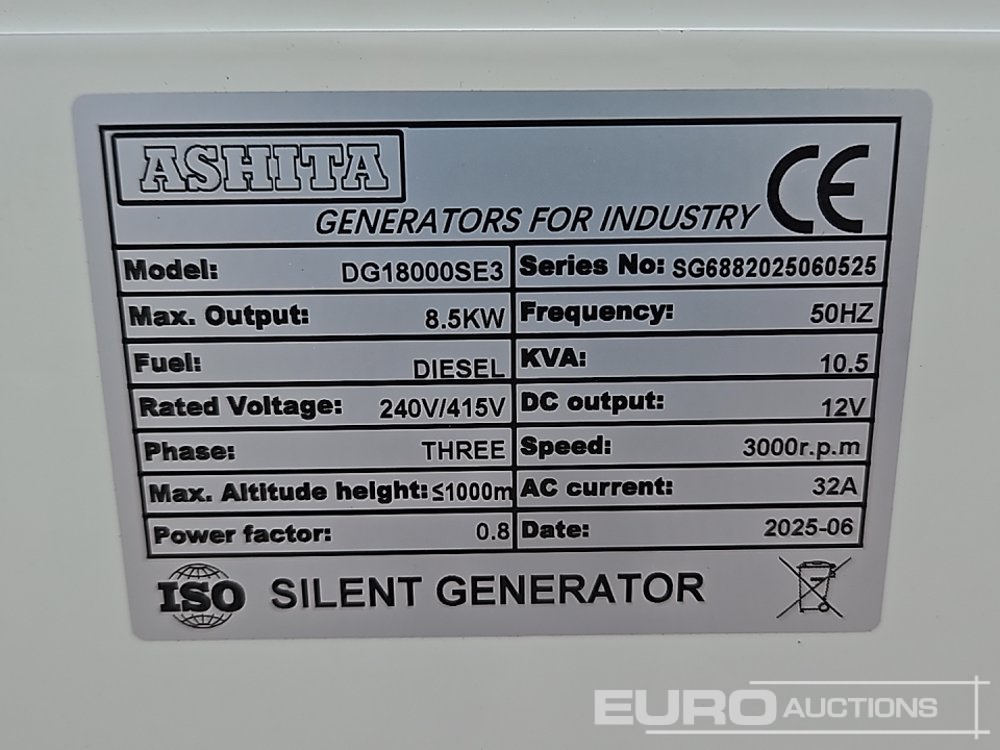 ASHITA
CE
GENERATORS FOR INDUSTRY
Model: DG18000SE3 Series No: SG6882025060525
Max. Output: 8.5KW Frequency: 50HZ
Fuel: DIESEL KVA: 10.5
Rated Voltage: 240V/415V DC output: 12V
Phase: THREE Speed: 3000r.p.m
Max. Altitude height: ≤1000m AC current: 32A
Power factor: 0.8 Date: 2025-06
ISO SILENT GENERATOR
EURO AUCTIONS